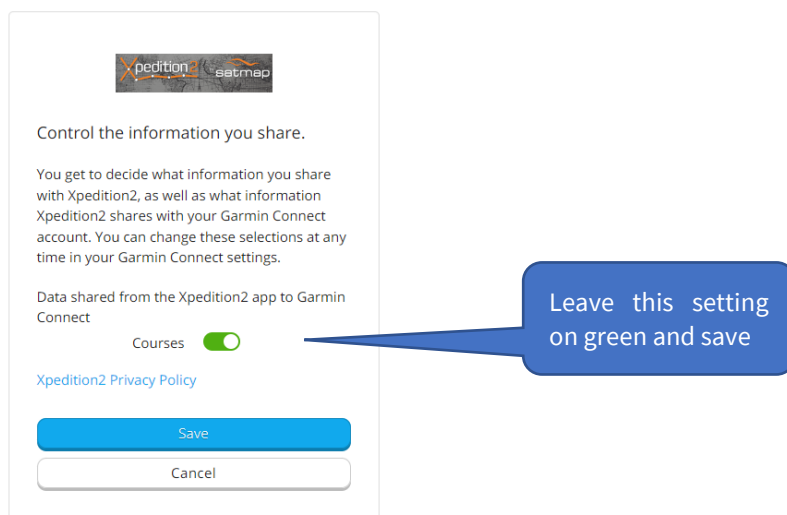 Xpedition2 satmap
Control the information you share.
You get to decide what information you share
with Xpedition2, as well as what information
Xpedition2 shares with your Garmin Connect
account. You can change these selections at any
time in your Garmin Connect settings.
Data shared from the Xpedition2 app to Garmin
Connect
Courses
Leave this setting
on green and save
Xpedition2 Privacy Policy
Save
Cancel